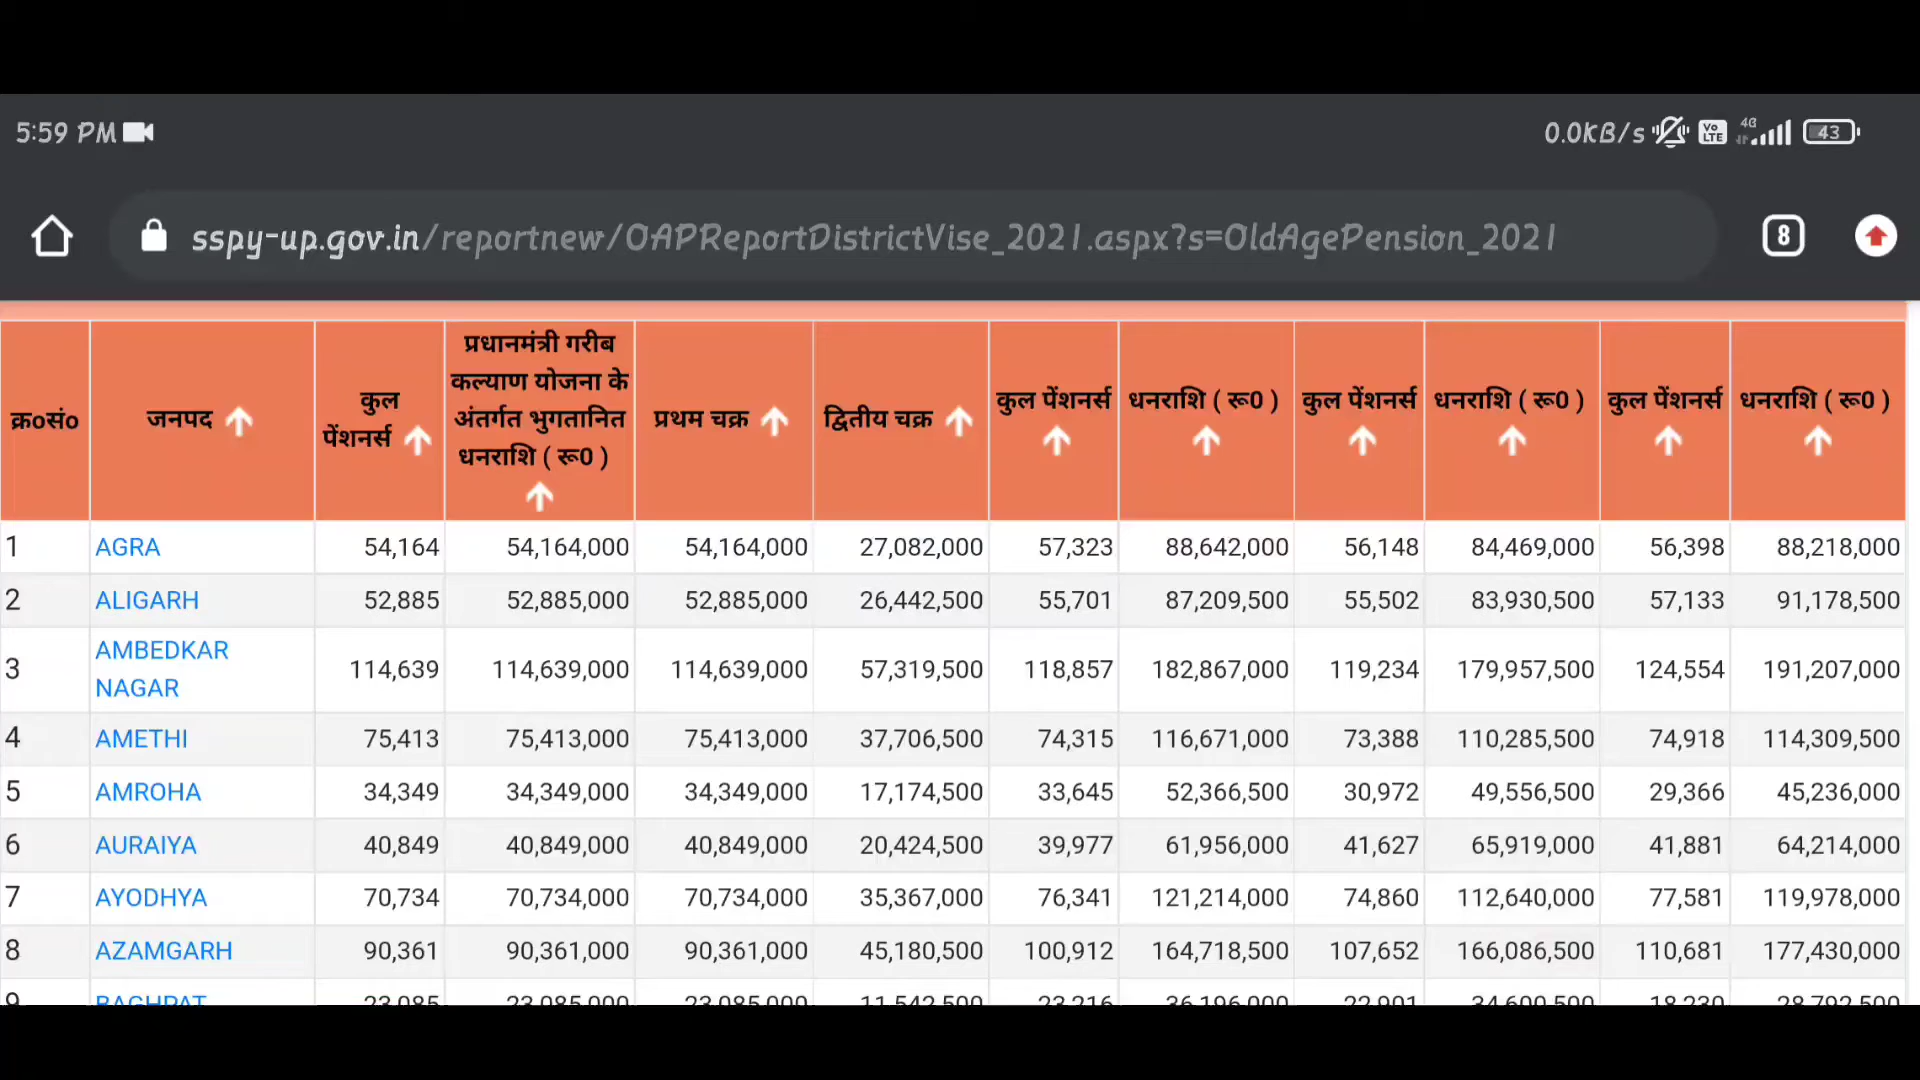 5:59 PM 0.0KB/s Vo LTE 4G 43
sspy-up.gov.in/reportnew/OAPReportDistrictVise_2021.aspx?s=OldAgePension_2021 8
क्र०सं० जनपद कुल पेंशनर्स प्रधानमंत्री गरीब कल्याण योजना के अंतर्गत भुगतानित धनराशि ( रू0 ) प्रथम चक्र द्वितीय चक्र कुल पेंशनर्स धनराशि ( रू0 ) कुल पेंशनर्स धनराशि ( रू0 ) कुल पेंशनर्स धनराशि ( रू0 )
1 AGRA 54,164 54,164,000 54,164,000 27,082,000 57,323 88,642,000 56,148 84,469,000 56,398 88,218,000
2 ALIGARH 52,885 52,885,000 52,885,000 26,442,500 55,701 87,209,500 55,502 83,930,500 57,133 91,178,500
3 AMBEDKAR NAGAR 114,639 114,639,000 114,639,000 57,319,500 118,857 182,867,000 119,234 179,957,500 124,554 191,207,000
4 AMETHI 75,413 75,413,000 75,413,000 37,706,500 74,315 116,671,000 73,388 110,285,500 74,918 114,309,500
5 AMROHA 34,349 34,349,000 34,349,000 17,174,500 33,645 52,366,500 30,972 49,556,500 29,366 45,236,000
6 AURAIYA 40,849 40,849,000 40,849,000 20,424,500 39,977 61,956,000 41,627 65,919,000 41,881 64,214,000
7 AYODHYA 70,734 70,734,000 70,734,000 35,367,000 76,341 121,214,000 74,860 112,640,000 77,581 119,978,000
8 AZAMGARH 90,361 90,361,000 90,361,000 45,180,500 100,912 164,718,500 107,652 166,086,500 110,681 177,430,000
9 BAGHPAT 23,085 23,085,000 23,085,000 11,542,500 23,216 36,196,000 22,901 34,600,500 18,230 28,792,500